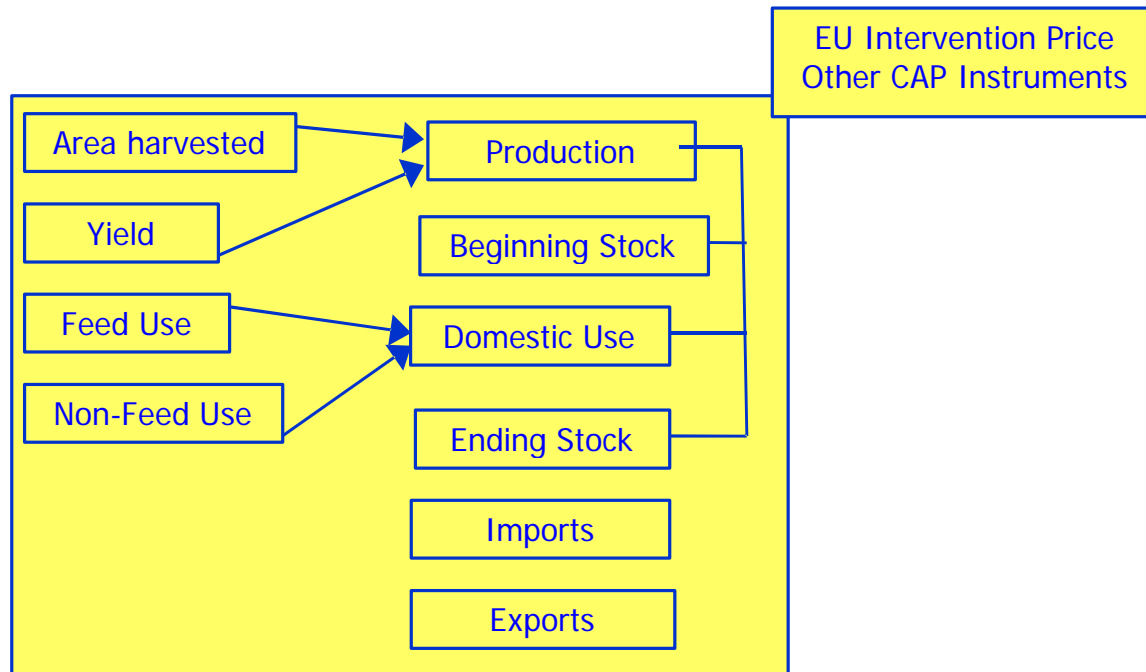 EU Intervention Price
Other CAP Instruments
Area harvested
Production
Yield
Beginning Stock
Feed Use
Domestic Use
Non-Feed Use
Ending Stock
Imports
Exports